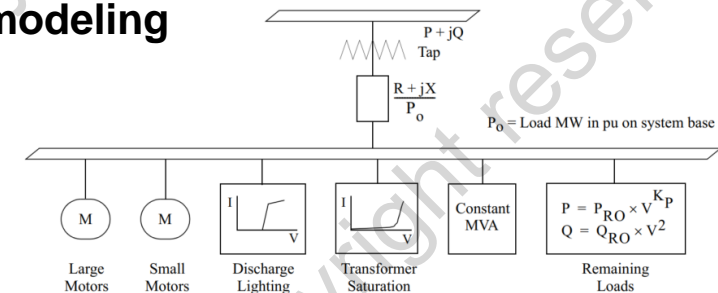 modeling
P + jQ
Tap
R + jX
P_o
P_o = Load MW in pu on system base
M
M
I
V
I
V
Constant
MVA
P = P_RO × V^K_P
Q = Q_RO × V^2
Large
Motors
Small
Motors
Discharge
Lighting
Transformer
Saturation
Remaining
Loads